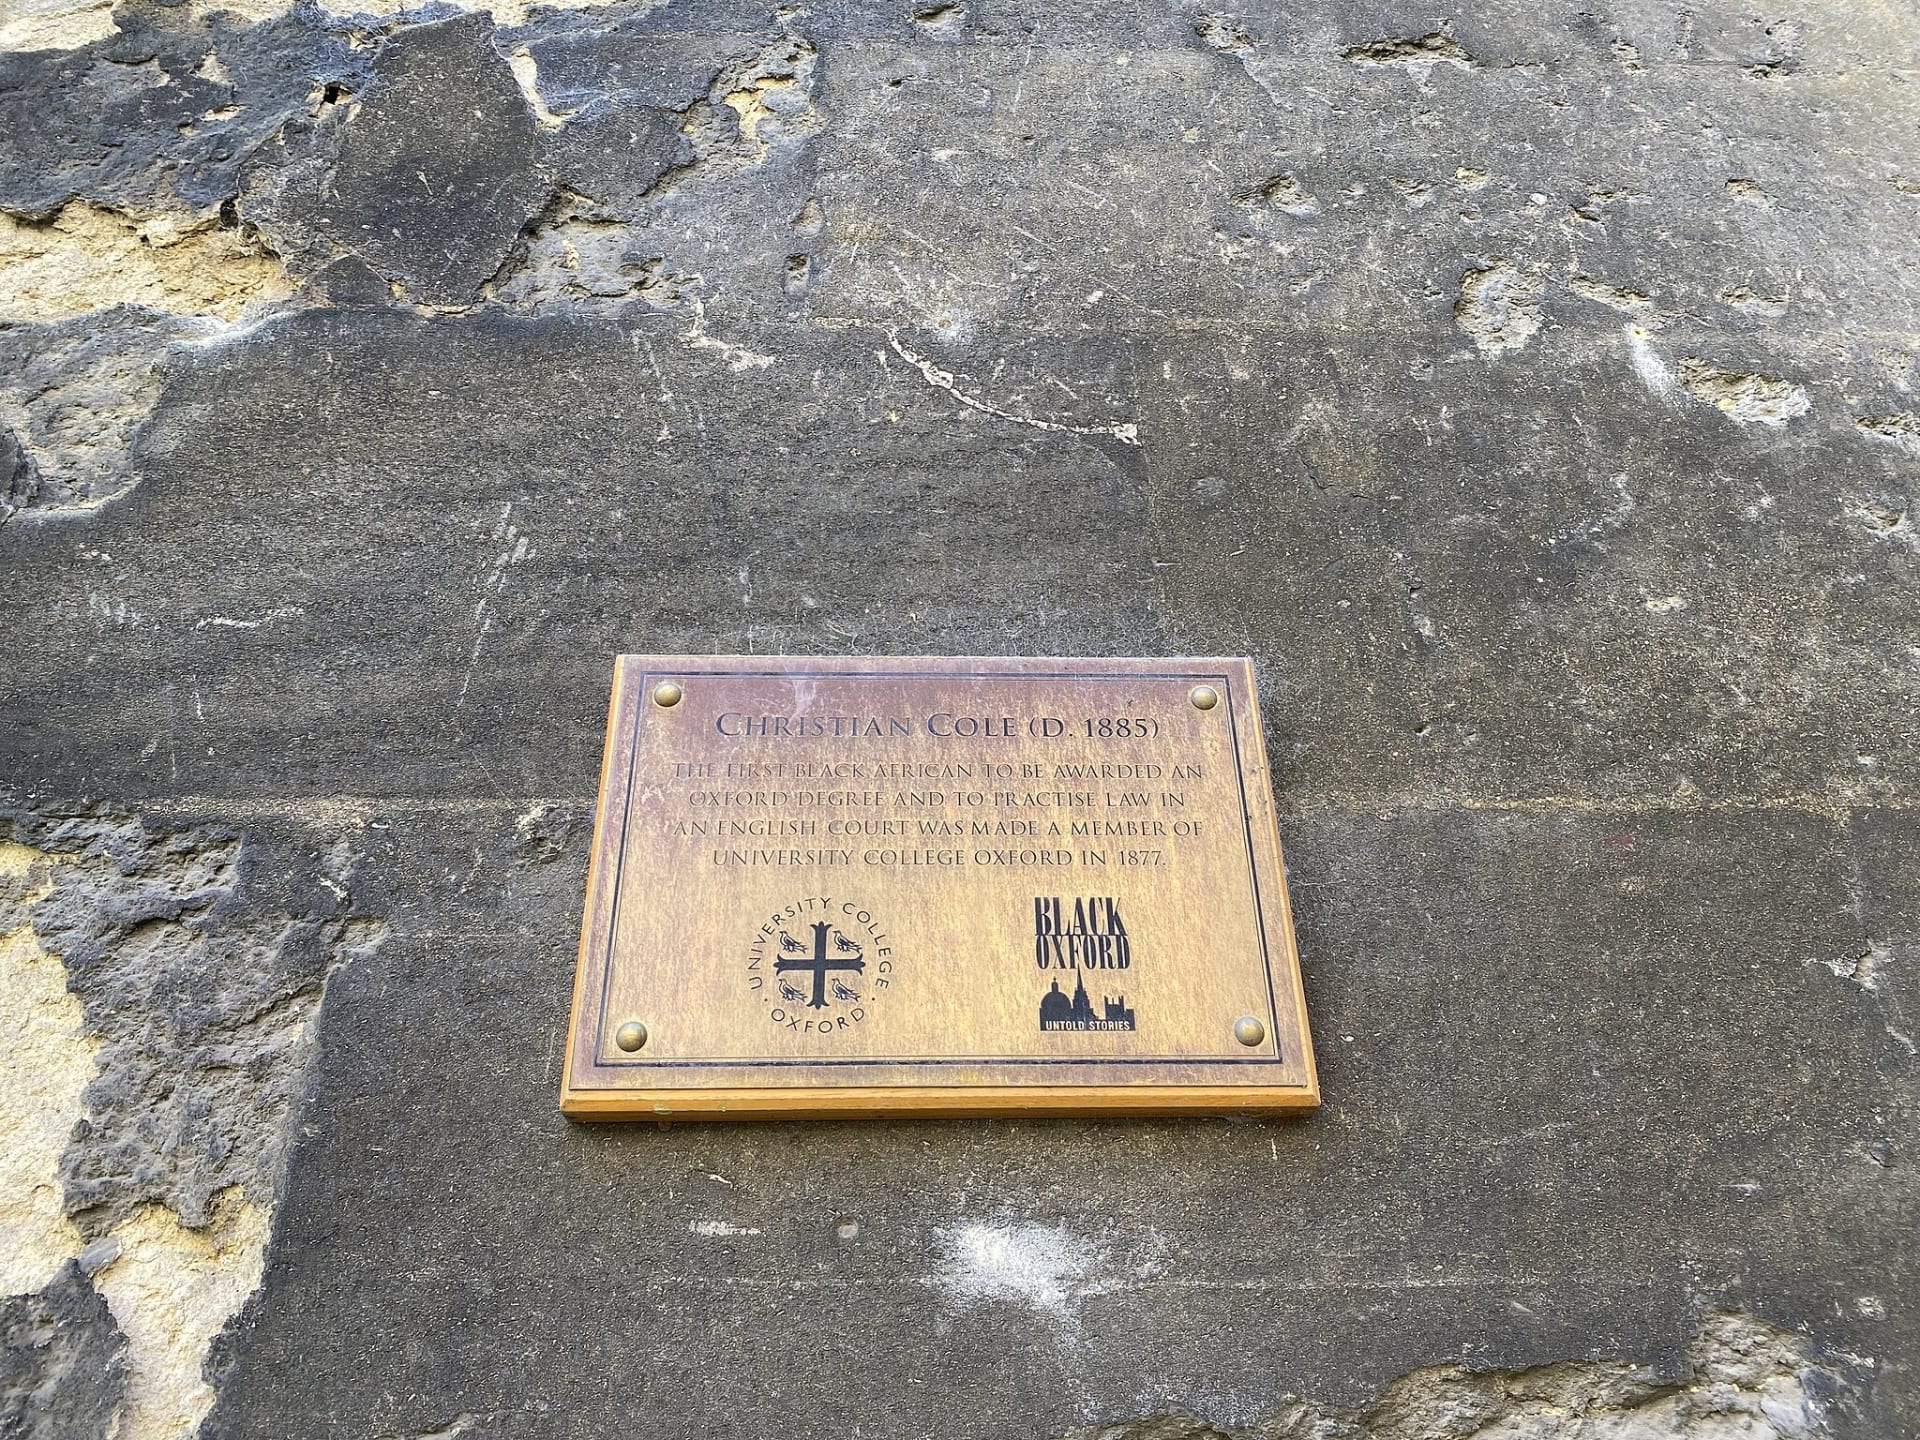 CHRISTIAN COLE (D. 1885)
THE FIRST BLACK AFRICAN TO BE AWARDED AN
OXFORD DEGREE AND TO PRACTISE LAW IN
AN ENGLISH COURT WAS MADE A MEMBER OF
UNIVERSITY COLLEGE OXFORD IN 1877.
UNIVERSITY COLLEGE
· OXFORD ·
BLACK
OXFORD
UNTOLD STORIES